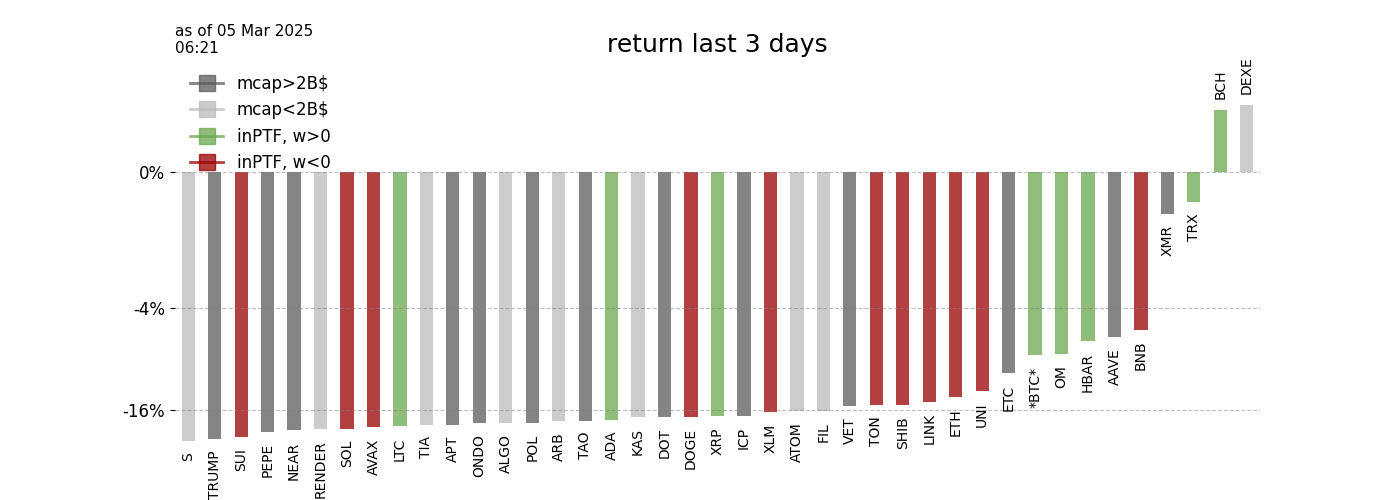 as of 05 Mar 2025
06:21
return last 3 days
mcap>2B$
mcap<2B$
inPTF, w>0
inPTF, w<0
0%
-4%
-16%
S
TRUMP
SUI
PEPE
NEAR
RENDER
SOL
AVAX
LTC
TIA
APT
ONDO
ALGO
POL
ARB
TAO
ADA
KAS
DOT
DOGE
XRP
ICP
XLM
ATOM
FIL
VET
TON
SHIB
LINK
ETH
UNI
ETC
*BTC*
OM
HBAR
AAVE
BNB
XMR
TRX
BCH
DEXE